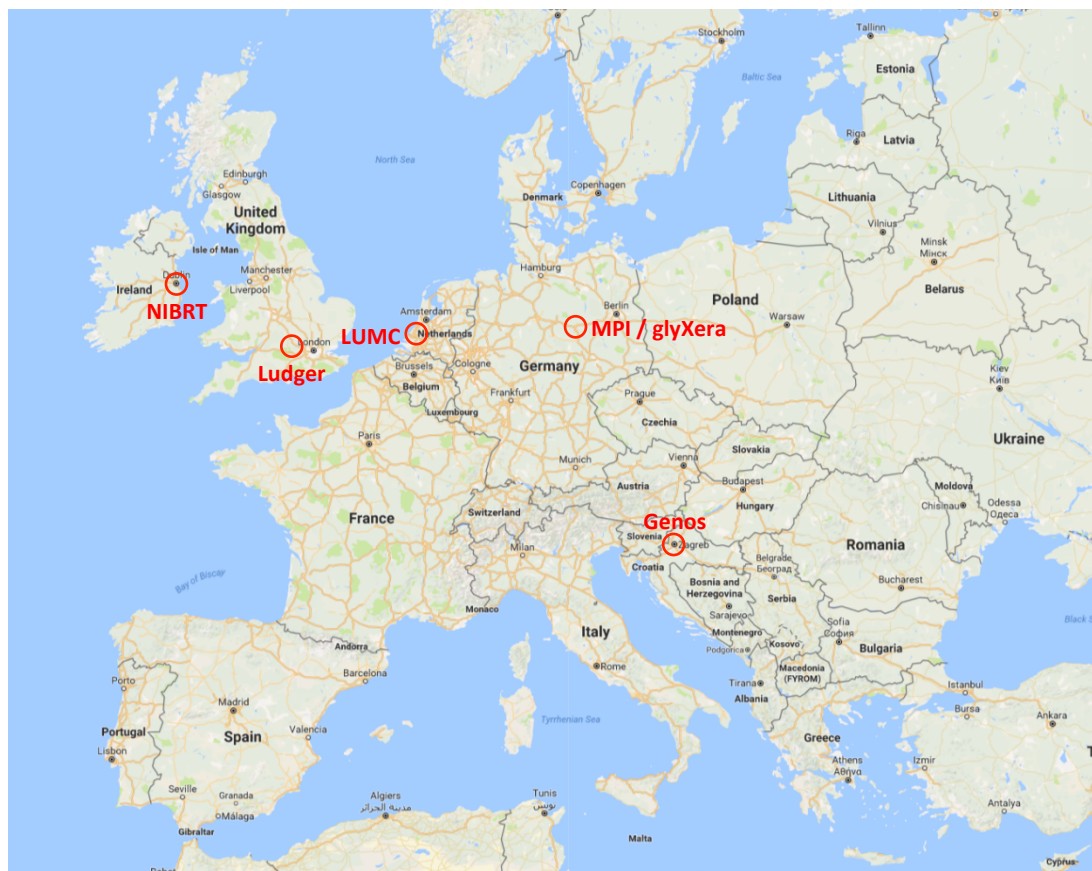 Stockholm
Tallinn
Estonia
Baltic Sea
Riga
Latvia
North Sea
Edinburgh
Glasgow
Copenhagen
Denmark
Lithuania
Vilnius
United
Kingdom
Minsk
Мінск
Isle of Man
Belarus
Dublin
Manchester
Hamburg
Ireland
Liverpool
NIBRT
Berlin
Poland
Amsterdam
Warsaw
LUMC
Netherlands
MPI / glyXera
London
Ludger
Brussels
Cologne
Germany
Kiev
Київ
Belgium
Frankfurt
Prague
Luxembourg
Czechia
Ukraine
Paris
Slovakia
Munich
Vienna
Austria
Budapest
Moldova
Hungary
Chisinau
Odessa
Одеса
France
Switzerland
Genos
Slovenia
Zagreb
Romania
Milan
Croatia
Belgrade
Београд
Bay of Biscay
Bosnia and
Herzegovina
Bucharest
Serbia
Monaco
Sarajevo
Black S
Italy
Montenegro
Sofia
София
Andorra
Kosovo
Podgorica
Bulgaria
Rome
Macedonia
(FYROM)
Porto
Barcelona
Tirana
Istanbul
Albania
Madrid
Bursa
Ankara
Tyrrhenian Sea
Portugal
Spain
Valencia
Greece
T
Lisbon
Athens
Αθήνα
Izmir
Seville
Granada
Algiers
مدينة الجزائر
Tunis
تونس
Málaga
Antalya
Gibraltar
Malta
Cyprus